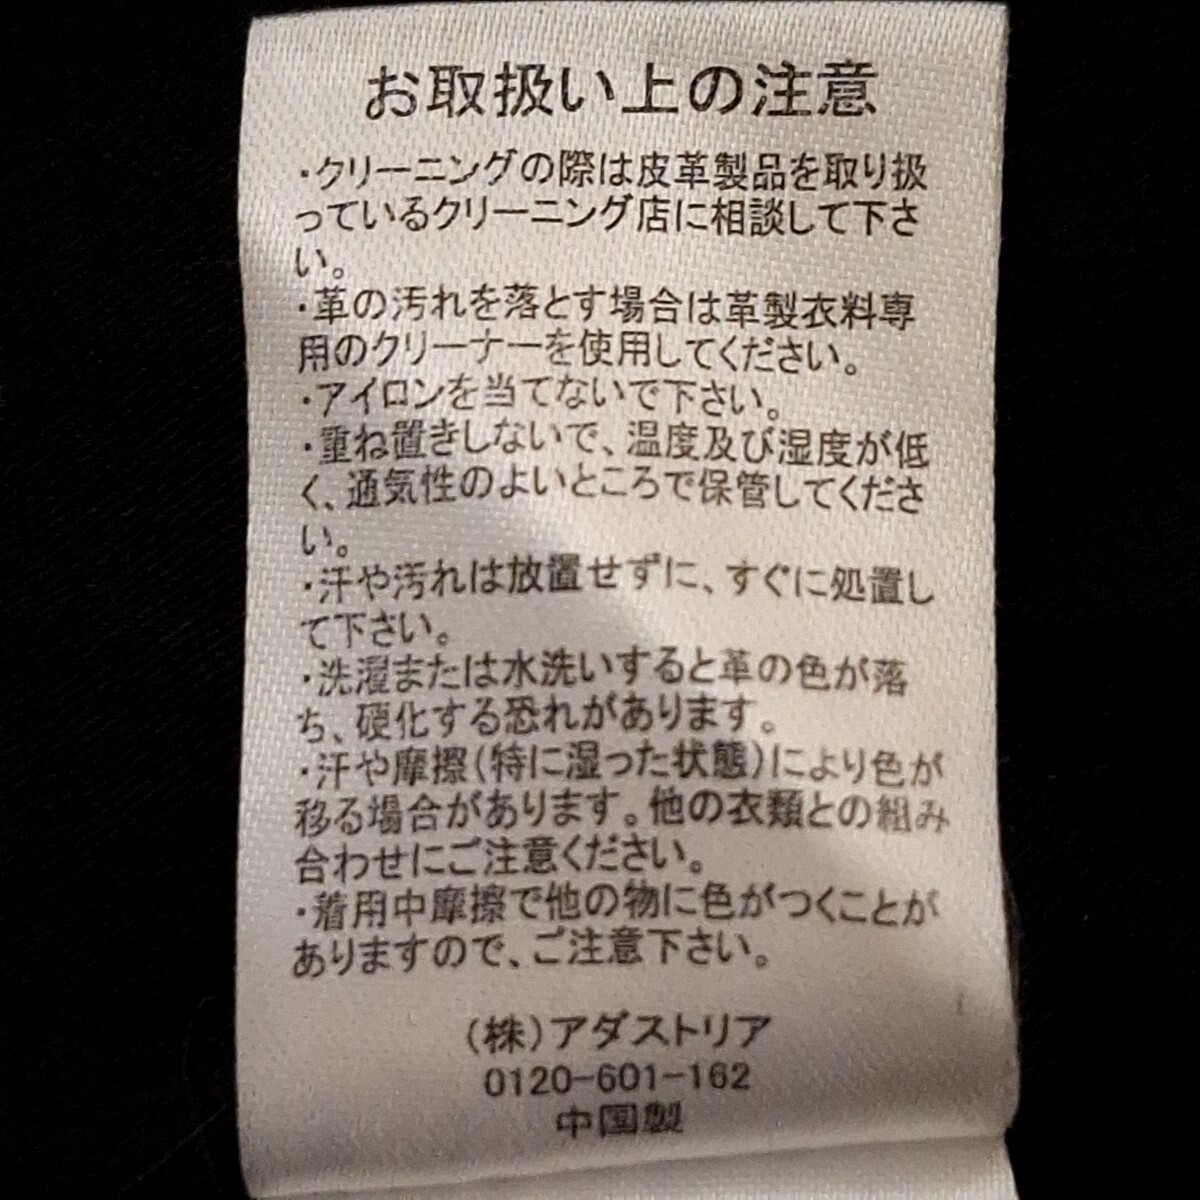 お取扱い上の注意
・クリーニングの際は皮革製品を取り扱
っているクリーニング店に相談して下さ
い。
・革の汚れを落とす場合は革製衣料専
用のクリーナーを使用してください。
・アイロンを当てないで下さい。
・重ね置きしないで、温度及び湿度が低
く、通気性のよいところで保管してくださ
い。
・汗や汚れは放置せずに、すぐに処置し
て下さい。
・洗濯または水洗いすると革の色が落
ち、硬化する恐れがあります。
・汗や摩擦(特に湿った状態)により色が
移る場合があります。他の衣類との組み
合わせにご注意ください。
・着用中摩擦で他の物に色がつくことが
ありますので、ご注意下さい。
(株)アダストリア
0120-601-162
中国製